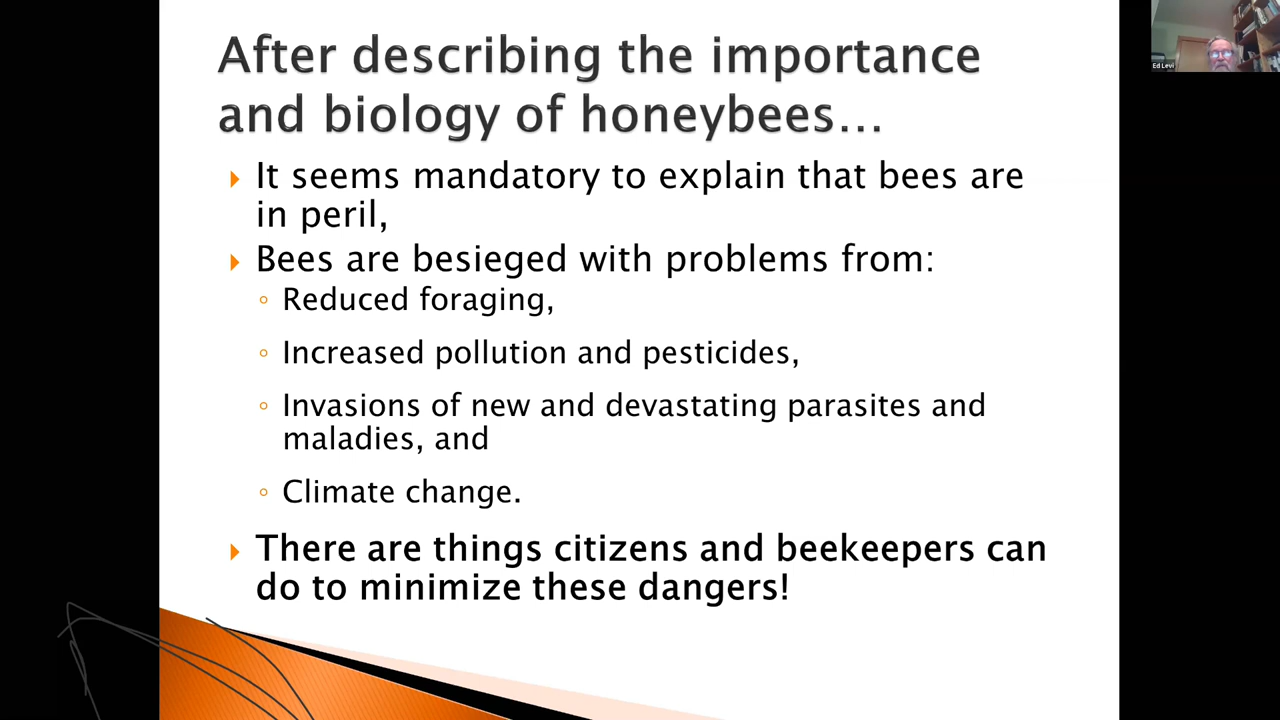 After describing the importance
and biology of honeybees...
It seems mandatory to explain that bees are
in peril,
Bees are besieged with problems from:
Reduced foraging,
Increased pollution and pesticides,
Invasions of new and devastating parasites and
maladies, and
Climate change.
There are things citizens and beekeepers can
do to minimize these dangers!
Ed Levi